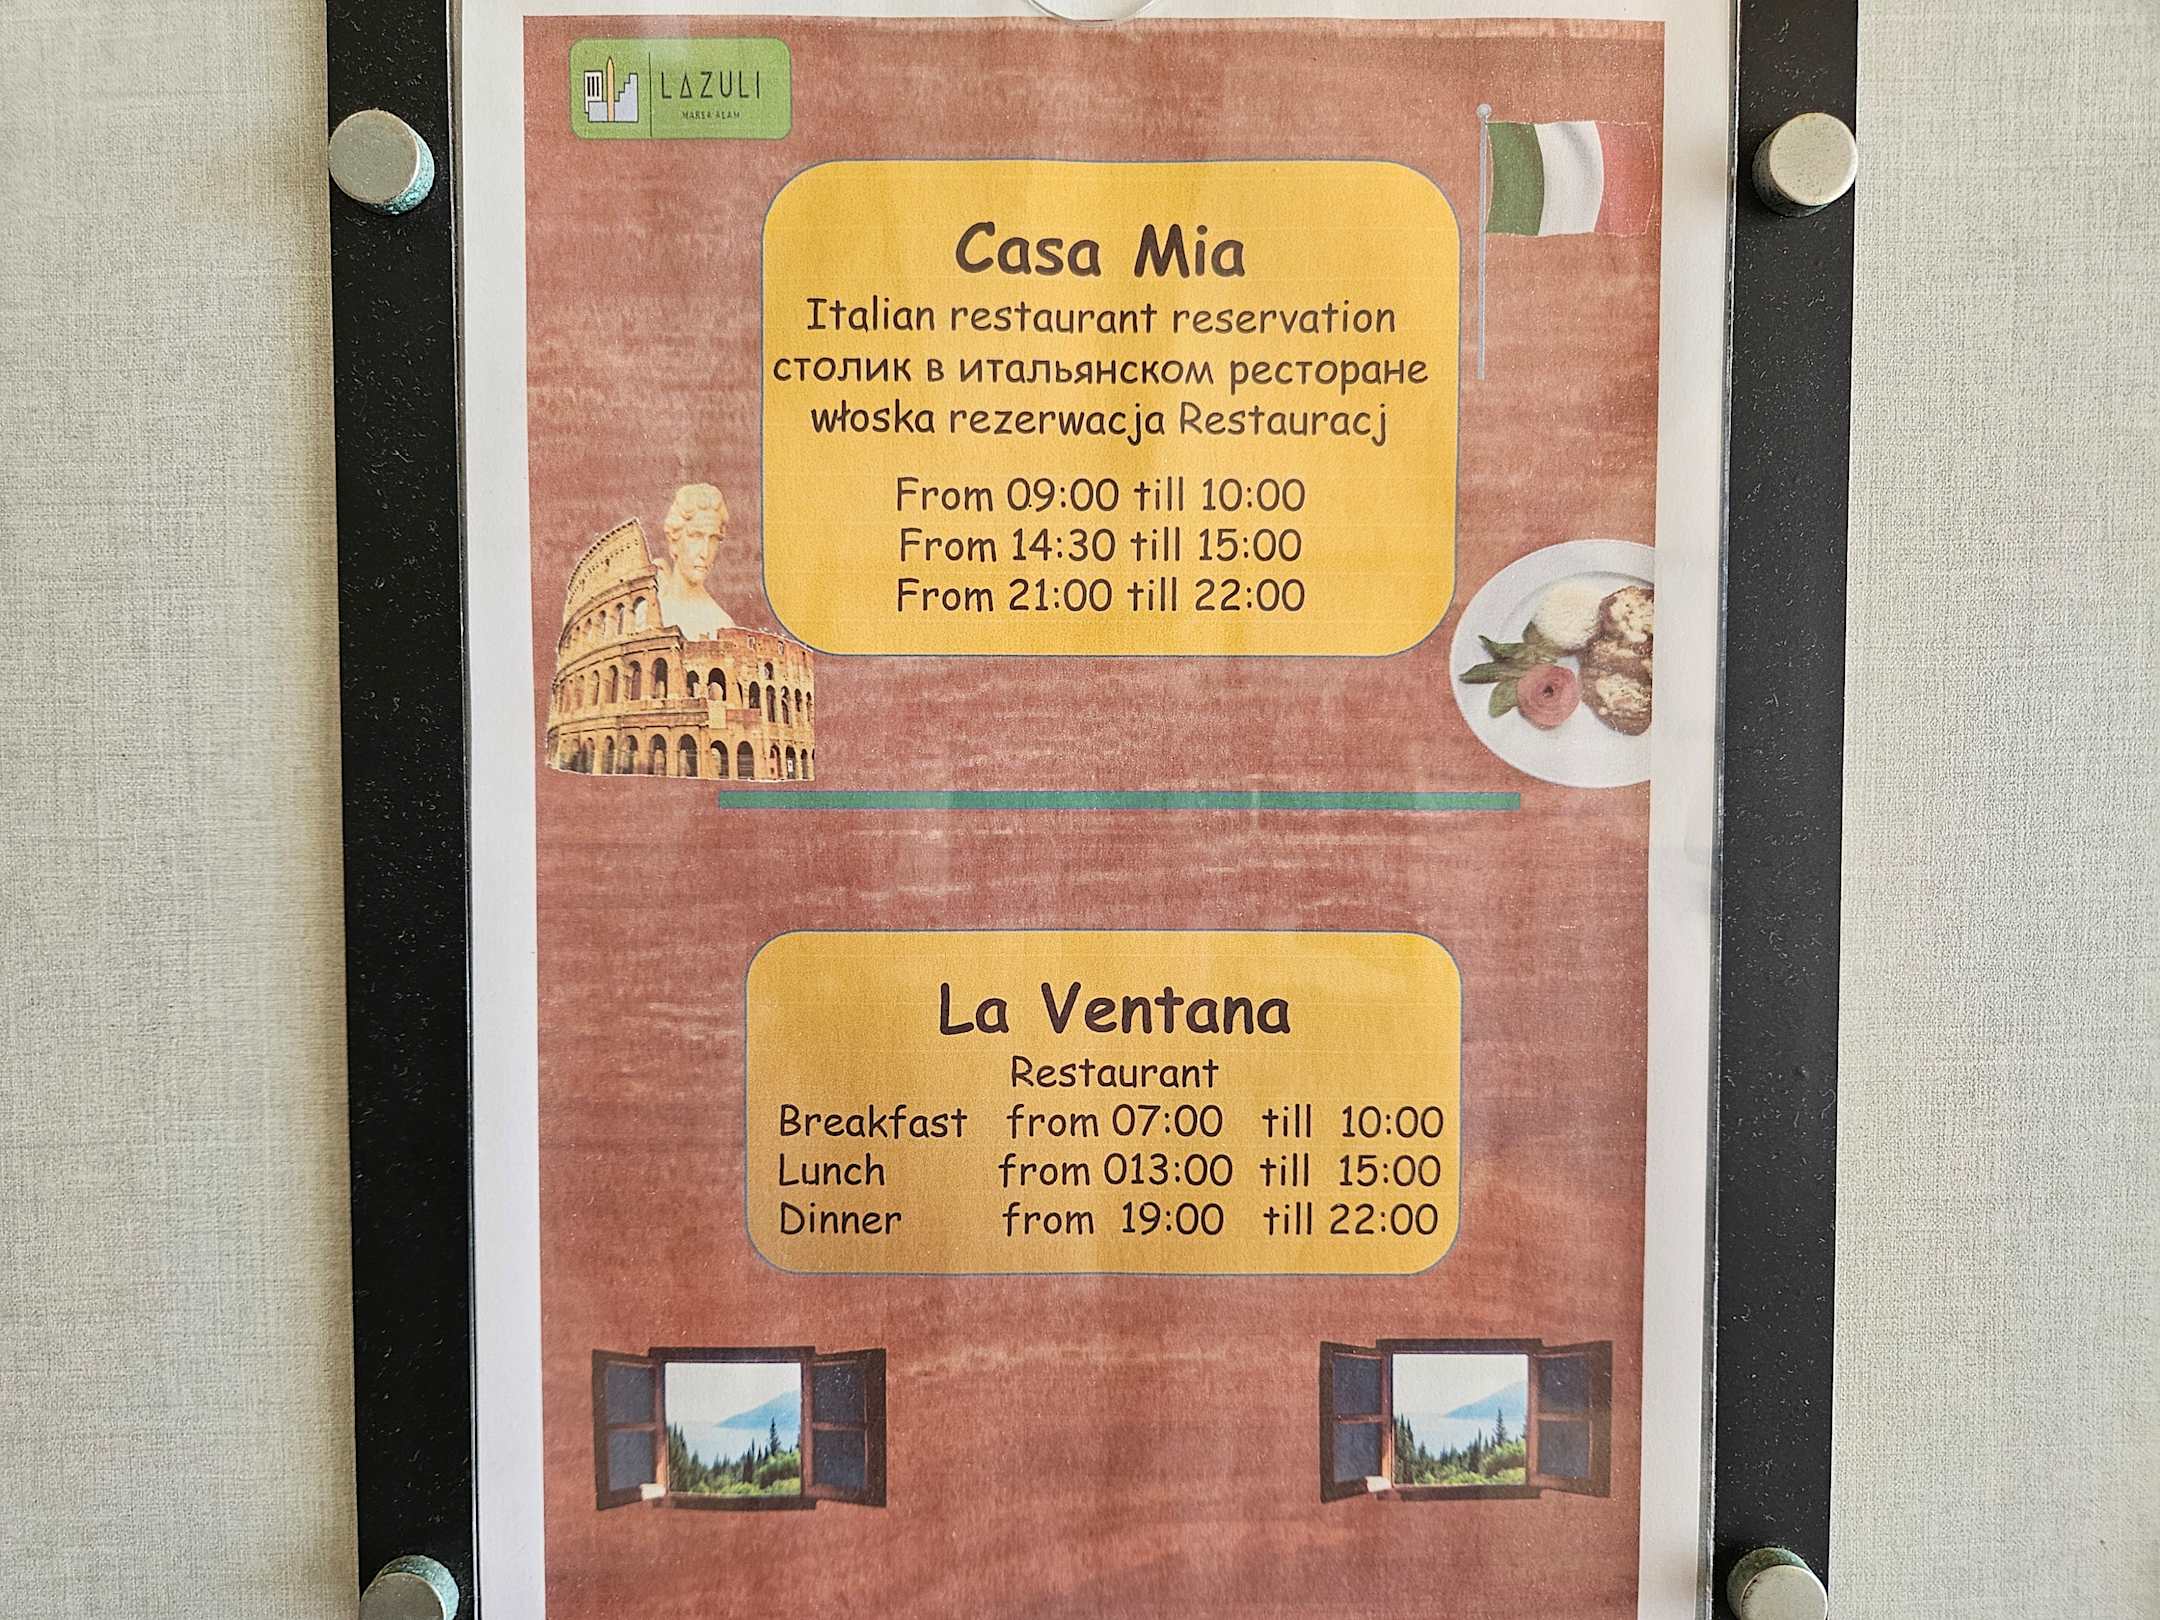 LAZULI
MARSA ALAM
Casa Mia
Italian restaurant reservation
столик в итальянском ресторане
włoska rezerwacja Restauracj
From 09:00 till 10:00
From 14:30 till 15:00
From 21:00 till 22:00
La Ventana
Restaurant
Breakfast from 07:00 till 10:00
Lunch from 013:00 till 15:00
Dinner from 19:00 till 22:00